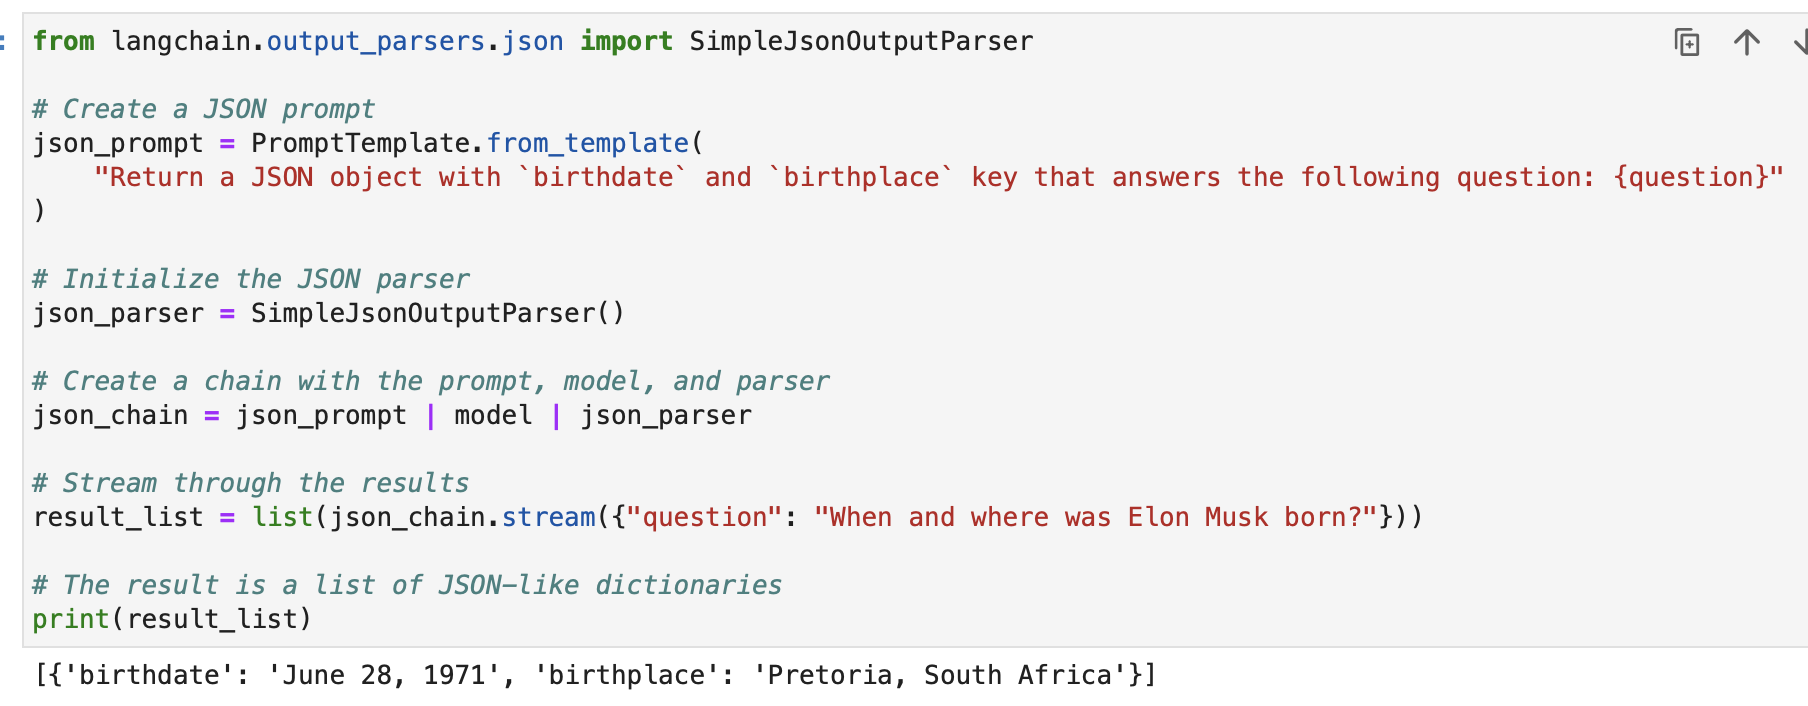 from langchain.output_parsers.json import SimpleJsonOutputParser
# Create a JSON prompt
json_prompt = PromptTemplate.from_template(
    "Return a JSON object with `birthdate` and `birthplace` key that answers the following question: {question}"
)
# Initialize the JSON parser
json_parser = SimpleJsonOutputParser()
# Create a chain with the prompt, model, and parser
json_chain = json_prompt | model | json_parser
# Stream through the results
result_list = list(json_chain.stream({"question": "When and where was Elon Musk born?"}))
# The result is a list of JSON-like dictionaries
print(result_list)
[{'birthdate': 'June 28, 1971', 'birthplace': 'Pretoria, South Africa'}]